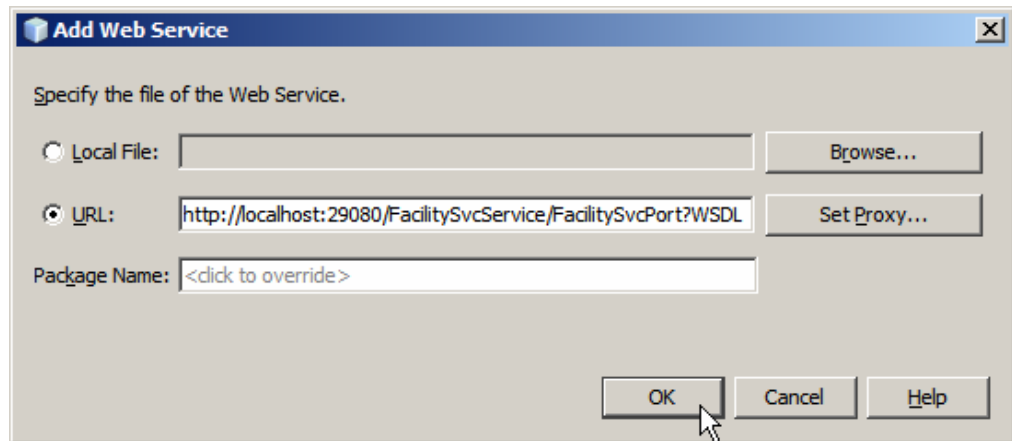 Add Web Service
Specify the file of the Web Service.
Local File: Browse...
URL: http://localhost:29080/FacilitySvcService/FacilitySvcPort?WSDL Set Proxy...
Package Name: <click to override>
OK Cancel Help